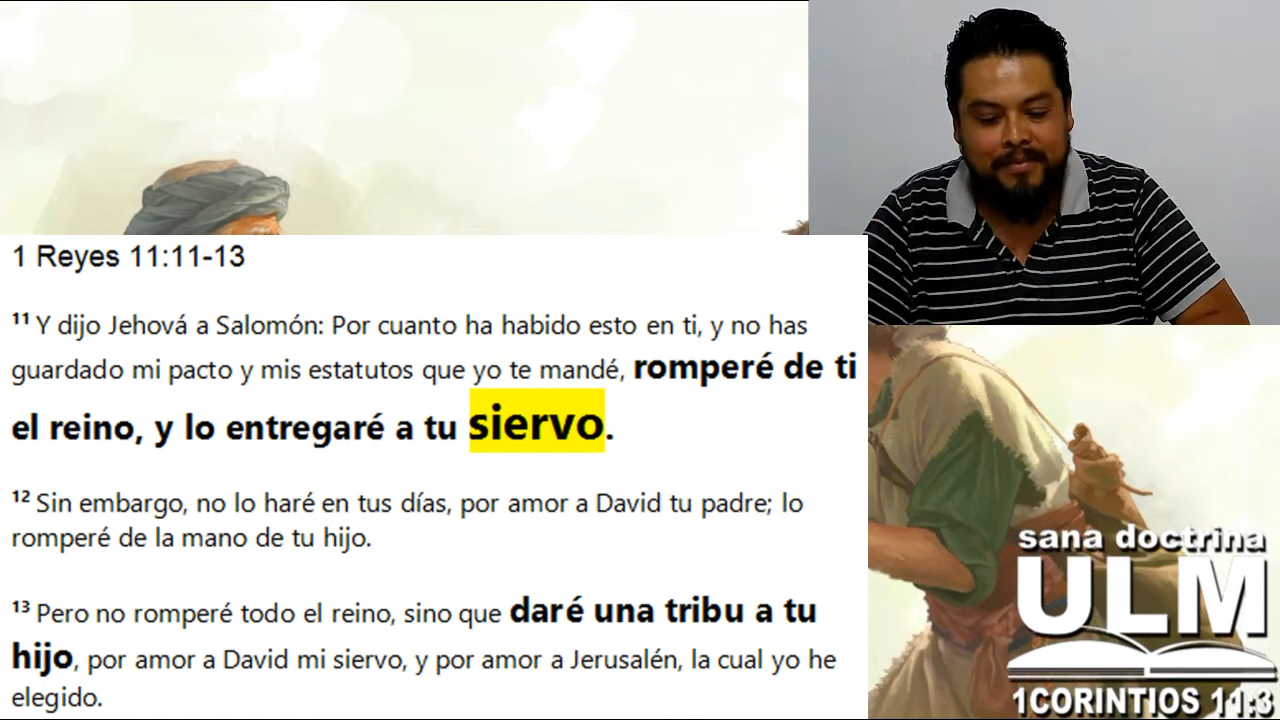 1 Reyes 11:11-13
11 Y dijo Jehová a Salomón: Por cuanto ha habido esto en ti, y no has
guardado mi pacto y mis estatutos que yo te mandé, romperé de ti
el reino, y lo entregaré a tu siervo.
12 Sin embargo, no lo haré en tus días, por amor a David tu padre; lo
romperé de la mano de tu hijo.
13 Pero no romperé todo el reino, sino que daré una tribu a tu
hijo, por amor a David mi siervo, y por amor a Jerusalén, la cual yo he
elegido.
sana doctrina
ULM
1CORINTIOS 11:3